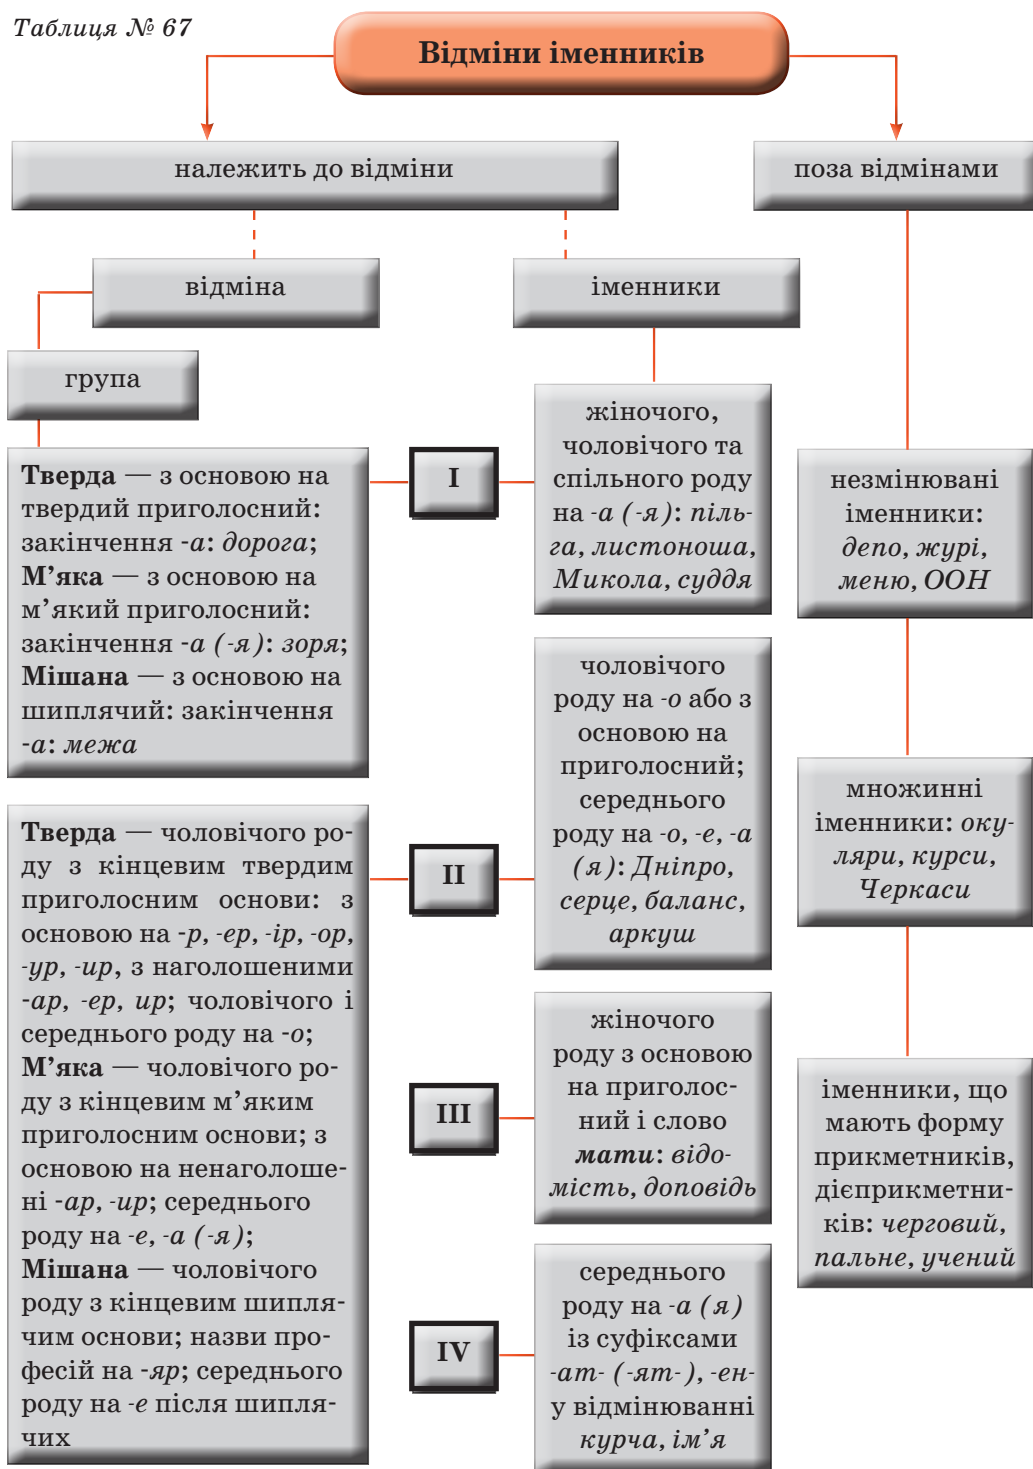 Таблиця № 67
Відміни іменників
належить до відміни
поза відмінами
відміна
іменники
група
Тверда — з основою на
твердий приголосний:
закінчення -а: дорога;
М’яка — з основою на
м’який приголосний:
закінчення -а (-я): зоря;
Мішана — з основою на
шиплячий: закінчення
-а: межа
I
жіночого,
чоловічого та
спільного роду
на -а (-я): піль-
га, листоноша,
Микола, суддя
Тверда — чоловічого ро-
ду з кінцевим твердим
приголосним основи: з
основою на -р, -ер, -ір, -ор,
-ур, -ир, з наголошеними
-ар, -ер, ир; чоловічого і
середнього роду на -о;
М’яка — чоловічого ро-
ду з кінцевим м’яким
приголосним основи; з
основою на ненаголоше-
ні -ар, -ир; середнього
роду на -е, -а (-я);
Мішана — чоловічого
роду з кінцевим шипля-
чим основи; назви про-
фесій на -яр; середнього
роду на -е після шипля-
чих
II
чоловічого
роду на -о або з
основою на
приголосний;
середнього
роду на -о, -е, -а
(я): Дніпро,
серце, баланс,
аркуш
III
жіночого
роду з основою
на приголос-
ний і слово
мати: відо-
мість, доповідь
IV
середнього
роду на -а (я)
із суфіксами
-ат- (-ят-), -ен-
у відмінюванні
курча, ім’я
незмінювані
іменники:
депо, журі,
меню, ООН
множинні
іменники: оку-
ляри, курси,
Черкаси
іменники, що
мають форму
прикметників,
дієприкметни-
ків: черговий,
пальне, учений